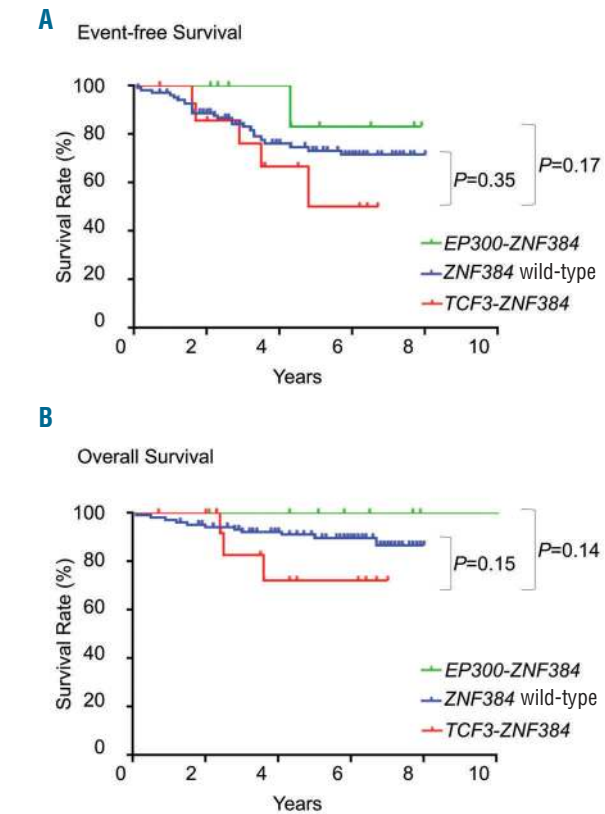 A
Event-free Survival
100
80
60
40
20
0
Survival Rate (%)
P=0.35
P=0.17
EP300-ZNF384
ZNF384 wild-type
TCF3-ZNF384
0 2 4 6 8 10
Years
B
Overall Survival
100
80
60
40
20
0
Survival Rate (%)
P=0.15
P=0.14
EP300-ZNF384
ZNF384 wild-type
TCF3-ZNF384
0 2 4 6 8 10
Years